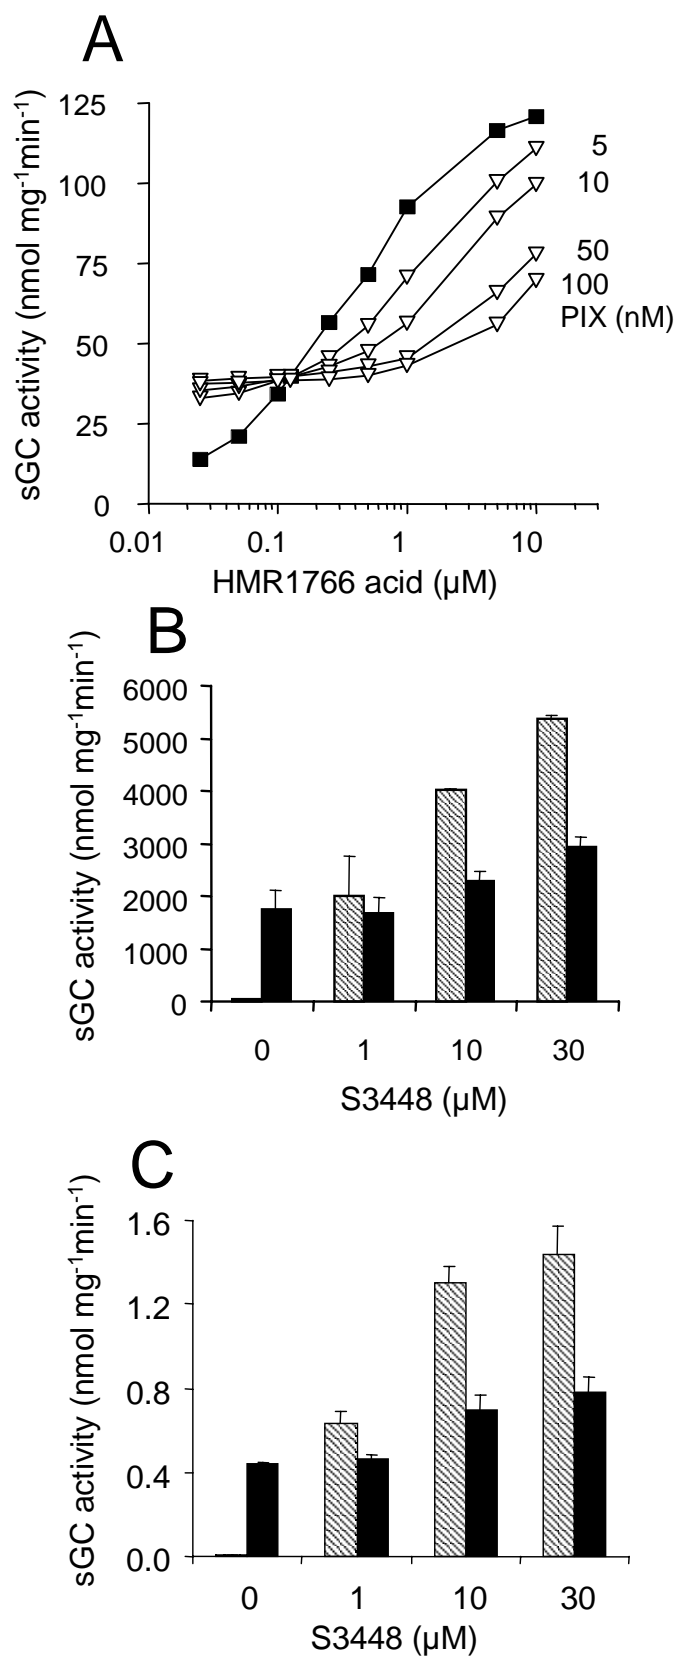 A
sGC activity (nmol mg⁻¹min⁻¹)
125
100
75
50
25
0
5
10
50
100
PIX (nM)
0.01 0.1 1 10
HMR1766 acid (µM)
B
sGC activity (nmol mg⁻¹min⁻¹)
6000
5000
4000
3000
2000
1000
0
0 1 10 30
S3448 (µM)
C
sGC activity (nmol mg⁻¹min⁻¹)
1.6
1.2
0.8
0.4
0.0
0 1 10 30
S3448 (µM)